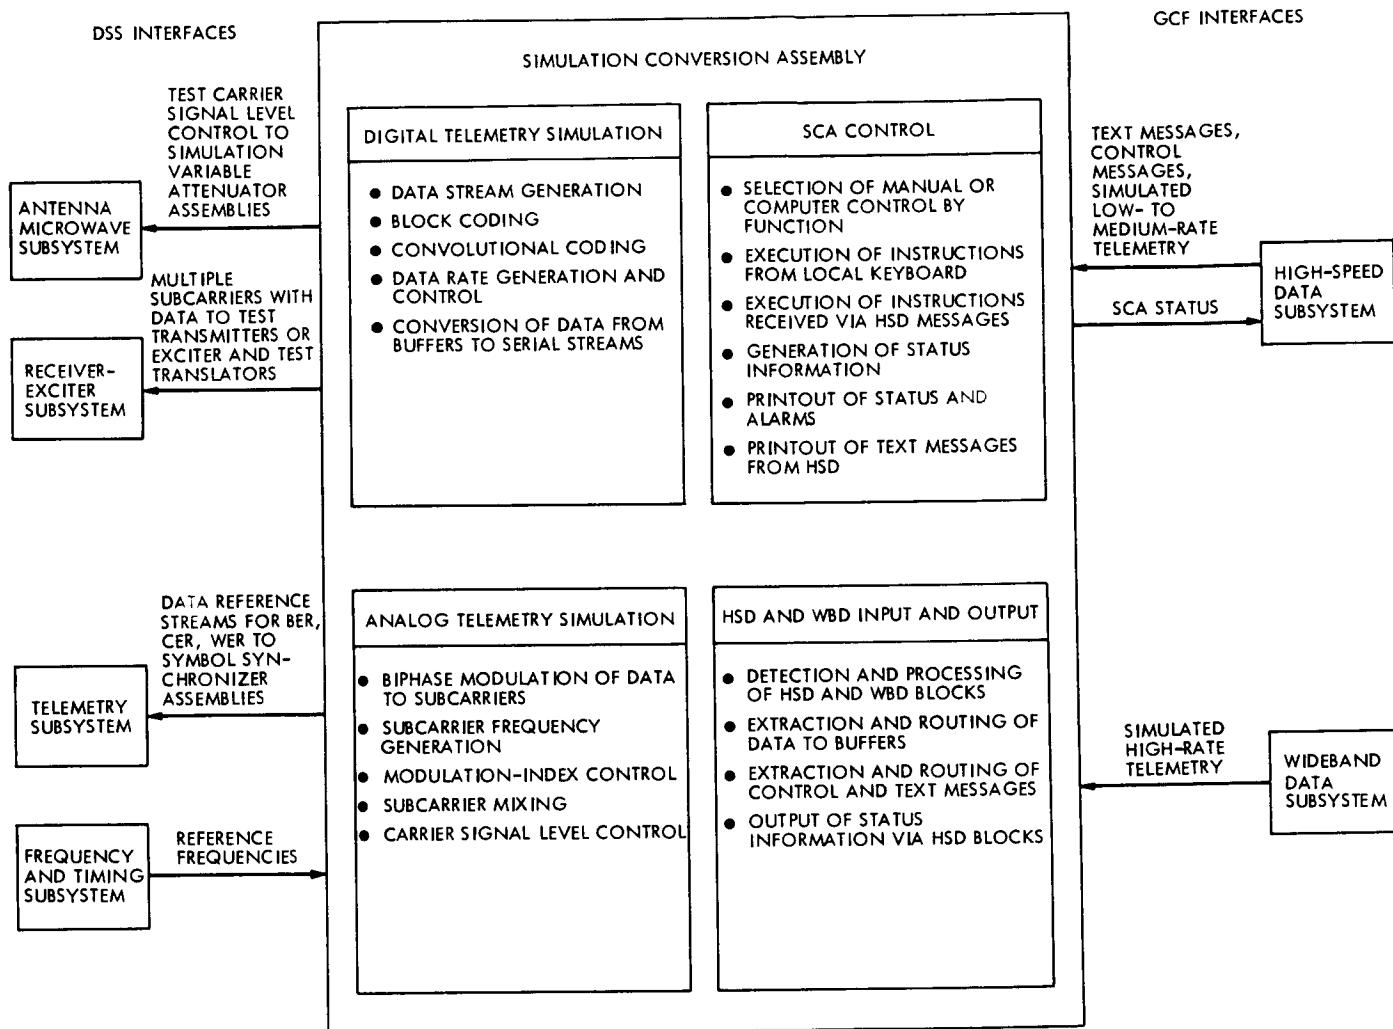 DSS INTERFACES
GCF INTERFACES
SIMULATION CONVERSION ASSEMBLY
TEST CARRIER
SIGNAL LEVEL
CONTROL TO
SIMULATION
VARIABLE
ATTENUATOR
ASSEMBLIES
ANTENNA
MICROWAVE
SUBSYSTEM
MULTIPLE
SUBCARRIERS WITH
DATA TO TEST
TRANSMITTERS OR
EXCITER AND TEST
TRANSLATORS
RECEIVER-
EXCITER
SUBSYSTEM
DATA REFERENCE
STREAMS FOR BER,
CER, WER TO
SYMBOL SYN-
CHRONIZER
ASSEMBLIES
TELEMETRY
SUBSYSTEM
REFERENCE
FREQUENCIES
FREQUENCY
AND TIMING
SUBSYSTEM
DIGITAL TELEMETRY SIMULATION
● DATA STREAM GENERATION
● BLOCK CODING
● CONVOLUTIONAL CODING
● DATA RATE GENERATION AND
CONTROL
● CONVERSION OF DATA FROM
BUFFERS TO SERIAL STREAMS
SCA CONTROL
● SELECTION OF MANUAL OR
COMPUTER CONTROL BY
FUNCTION
● EXECUTION OF INSTRUCTIONS
FROM LOCAL KEYBOARD
● EXECUTION OF INSTRUCTIONS
RECEIVED VIA HSD MESSAGES
● GENERATION OF STATUS
INFORMATION
● PRINTOUT OF STATUS AND
ALARMS
● PRINTOUT OF TEXT MESSAGES
FROM HSD
ANALOG TELEMETRY SIMULATION
● BIPHASE MODULATION OF DATA
TO SUBCARRIERS
● SUBCARRIER FREQUENCY
GENERATION
● MODULATION-INDEX CONTROL
● SUBCARRIER MIXING
● CARRIER SIGNAL LEVEL CONTROL
HSD AND WBD INPUT AND OUTPUT
● DETECTION AND PROCESSING
OF HSD AND WBD BLOCKS
● EXTRACTION AND ROUTING OF
DATA TO BUFFERS
● EXTRACTION AND ROUTING OF
CONTROL AND TEXT MESSAGES
● OUTPUT OF STATUS
INFORMATION VIA HSD BLOCKS
TEXT MESSAGES,
CONTROL
MESSAGES,
SIMULATED
LOW- TO
MEDIUM-RATE
TELEMETRY
SCA STATUS
HIGH-SPEED
DATA
SUBSYSTEM
SIMULATED
HIGH-RATE
TELEMETRY
WIDEBAND
DATA
SUBSYSTEM